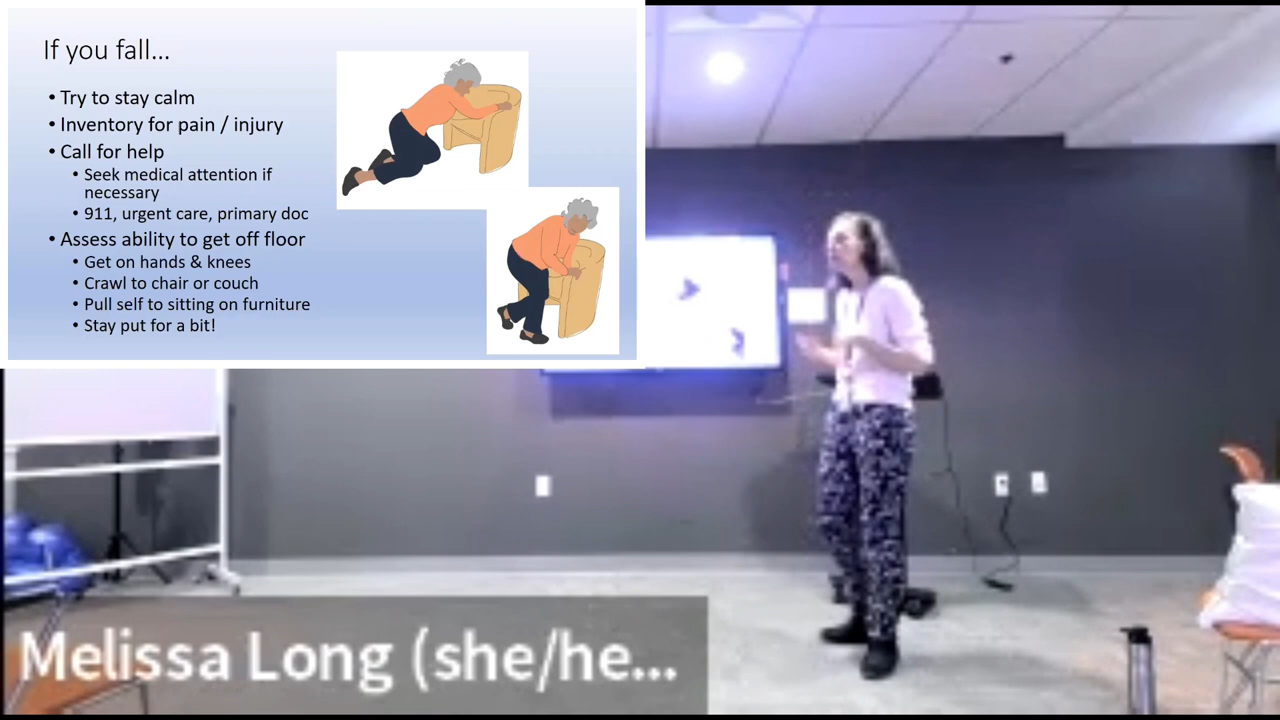 If you fall...
• Try to stay calm
• Inventory for pain / injury
• Call for help
• Seek medical attention if
necessary
• 911, urgent care, primary doc
• Assess ability to get off floor
• Get on hands & knees
• Crawl to chair or couch
• Pull self to sitting on furniture
• Stay put for a bit!
Melissa Long (she/he...